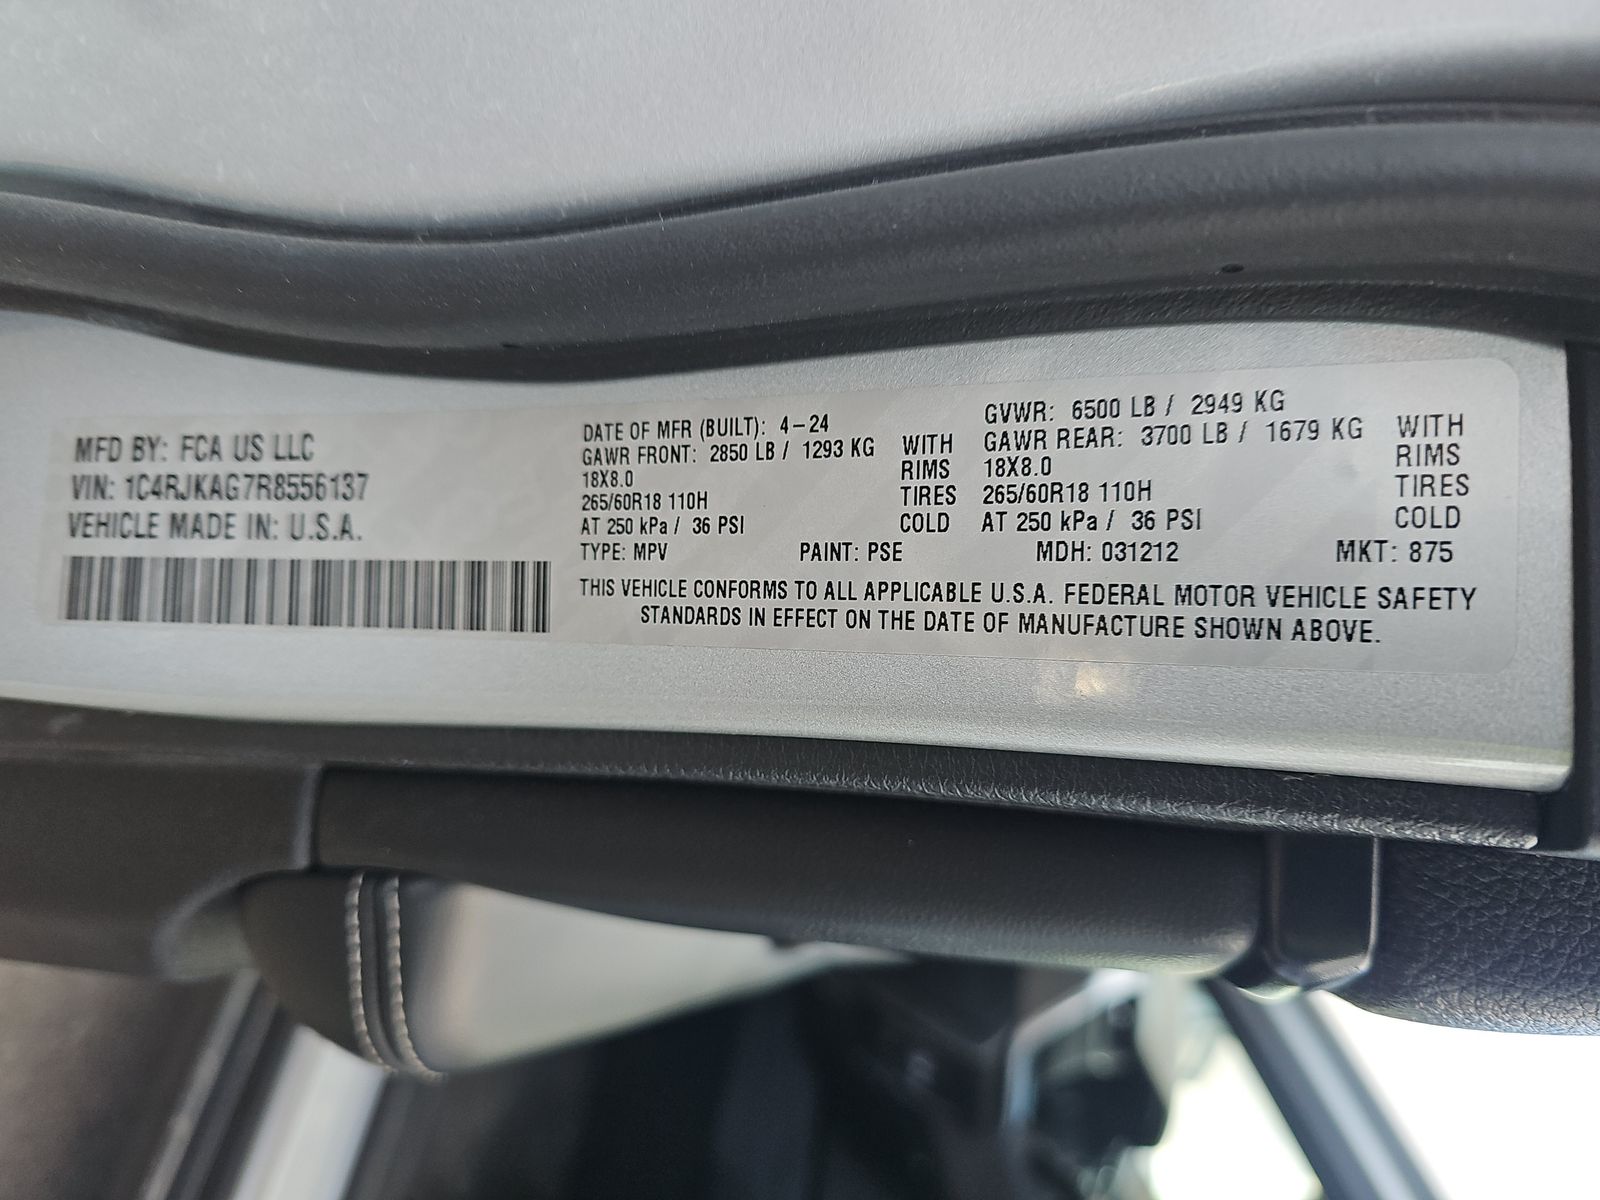 MFD BY: FCA US LLC
VIN: 1C4RJKAG7R8556137
VEHICLE MADE IN: U.S.A.
DATE OF MFR (BUILT): 4-24
GAWR FRONT: 2850 LB / 1293 KG WITH
18X8.0 RIMS
265/60R18 110H TIRES
AT 250 kPa / 36 PSI COLD
GVWR: 6500 LB / 2949 KG
GAWR REAR: 3700 LB / 1679 KG WITH
18X8.0 RIMS
265/60R18 110H TIRES
AT 250 kPa / 36 PSI COLD
TYPE: MPV PAINT: PSE MDH: 031212 MKT: 875
THIS VEHICLE CONFORMS TO ALL APPLICABLE U.S.A. FEDERAL MOTOR VEHICLE SAFETY
STANDARDS IN EFFECT ON THE DATE OF MANUFACTURE SHOWN ABOVE.